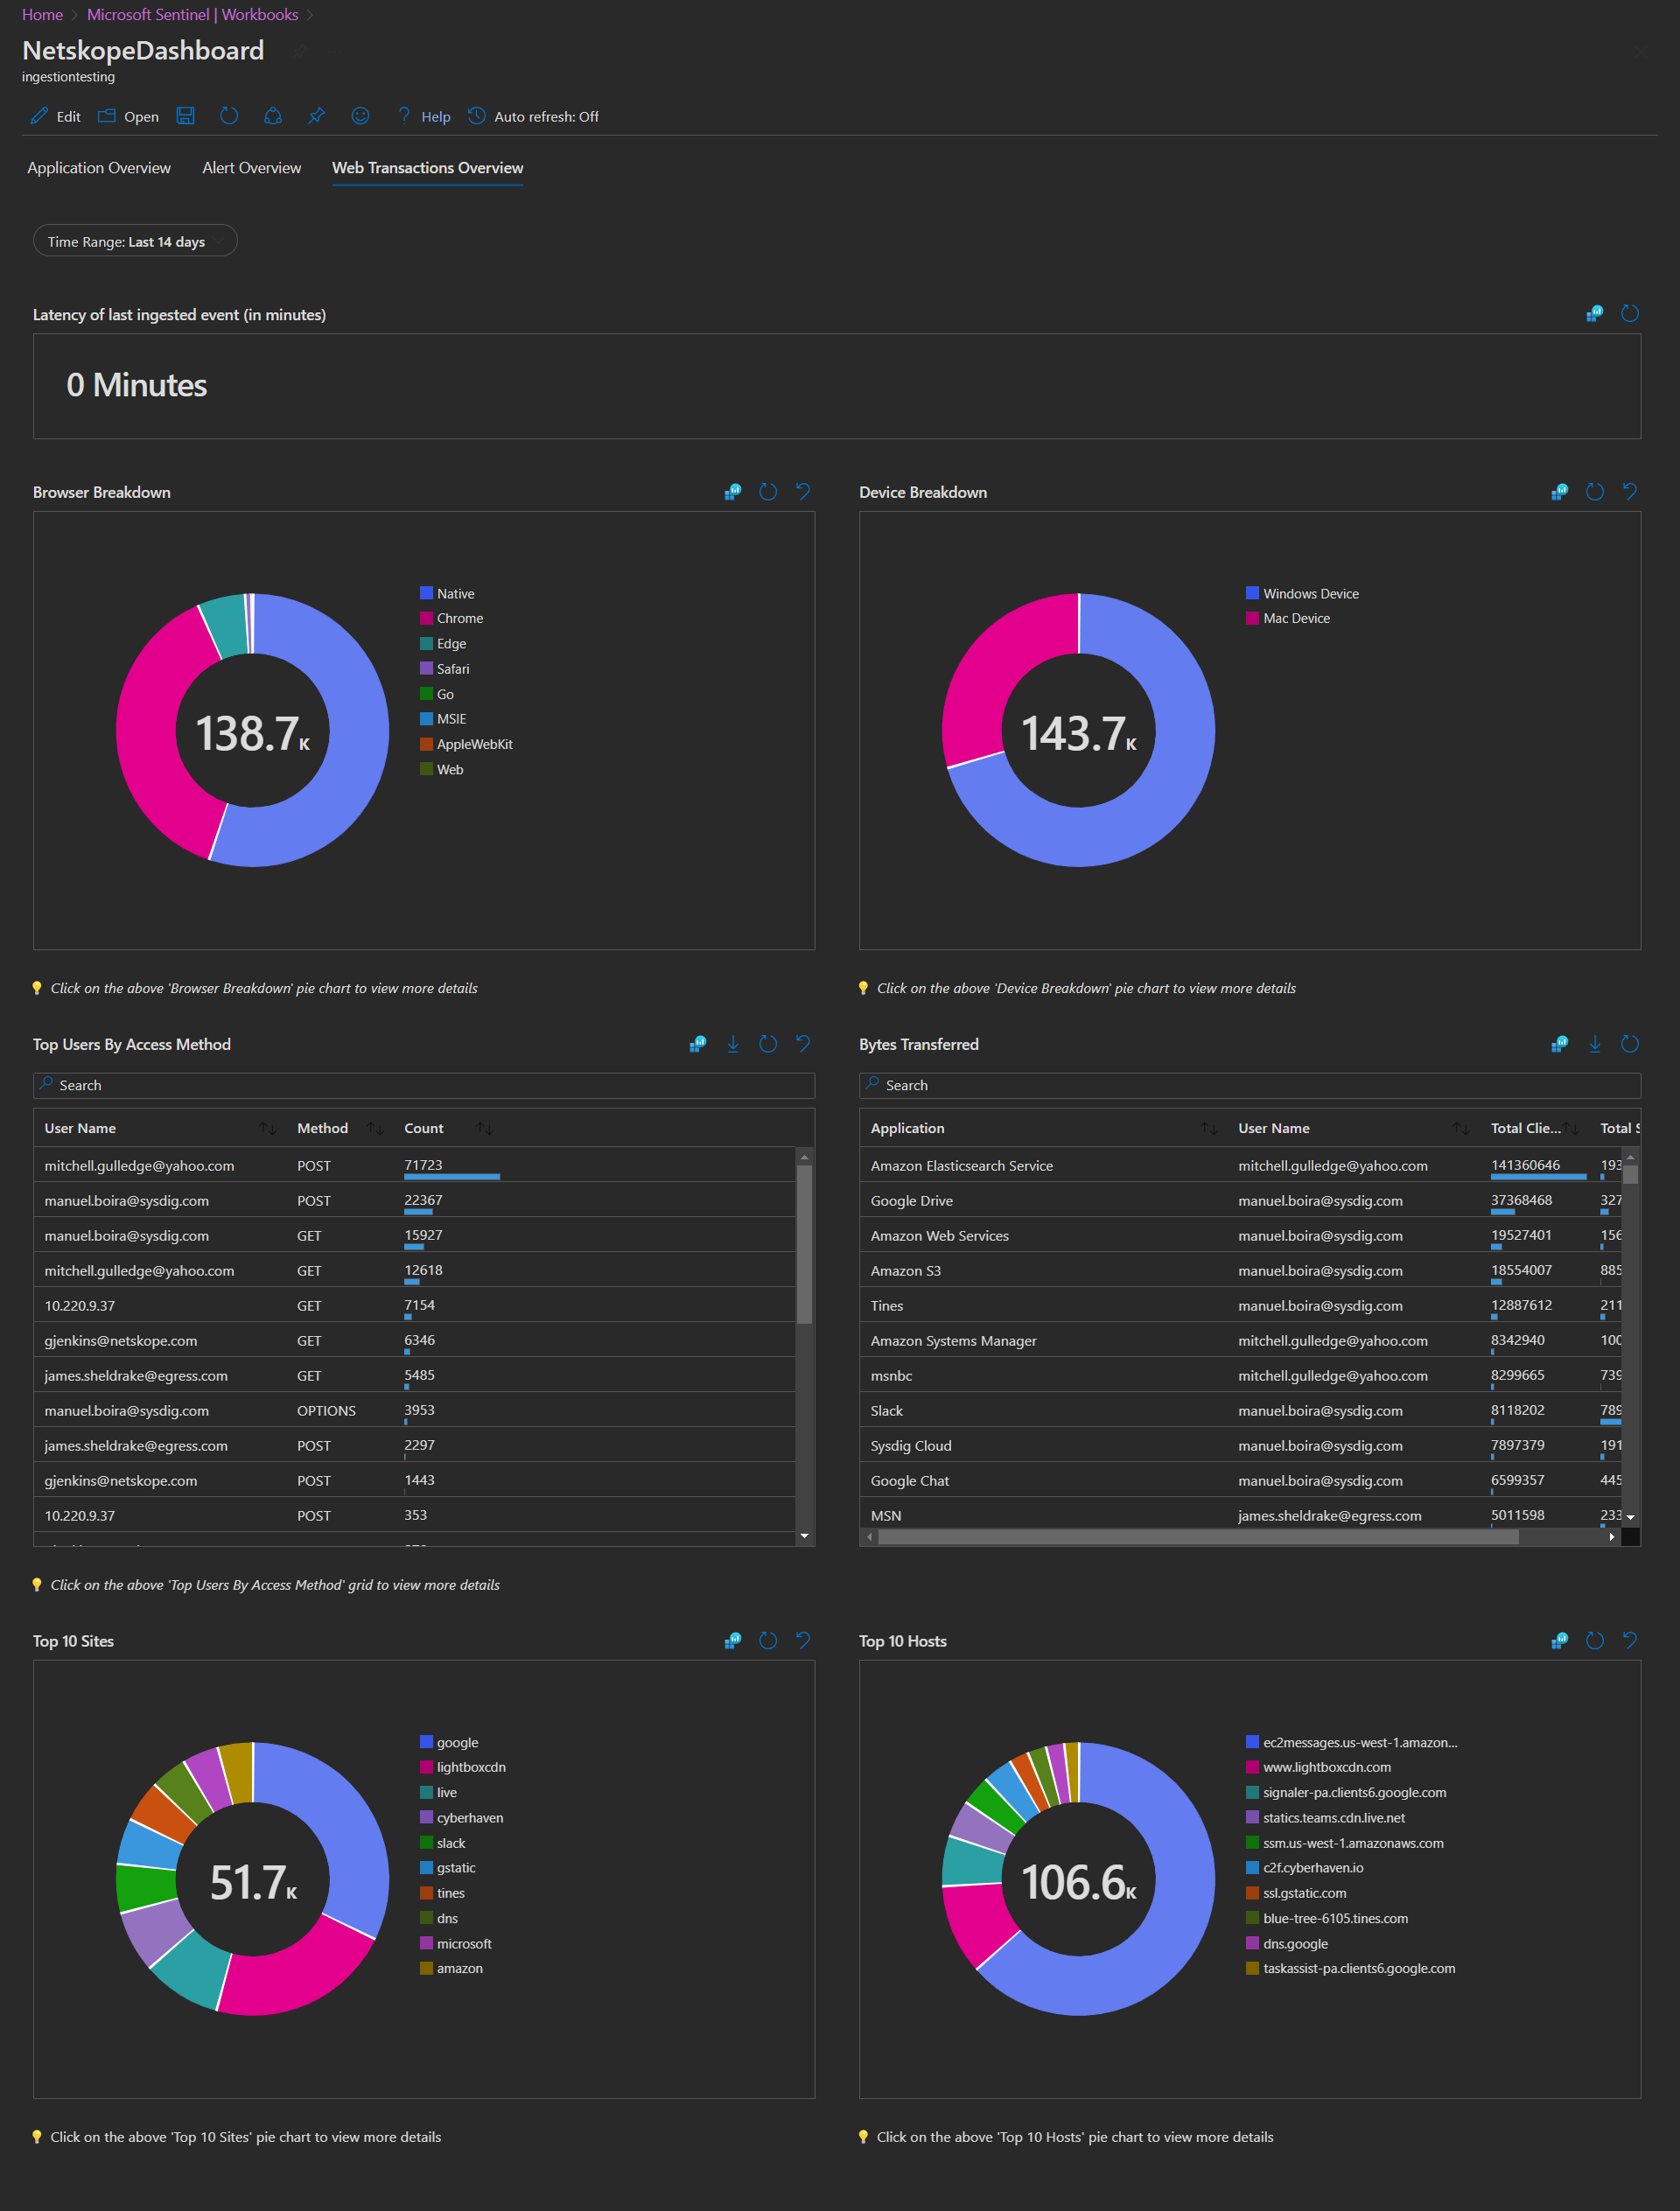 Home > Microsoft Sentinel | Workbooks >
NetskopeDashboard
ingestiontesting
Edit Open Help Auto refresh: Off
Application Overview Alert Overview Web Transactions Overview
Time Range: Last 14 days
Latency of last ingested event (in minutes)
0 Minutes
Browser Breakdown
138.7K
Native
Chrome
Edge
Safari
Go
MSIE
AppleWebKit
Web
Click on the above 'Browser Breakdown' pie chart to view more details
Device Breakdown
143.7K
Windows Device
Mac Device
Click on the above 'Device Breakdown' pie chart to view more details
Top Users By Access Method
Search
User Name Method Count
mitchell.gulledge@yahoo.com POST 71723
manuel.boira@sysdig.com POST 22367
manuel.boira@sysdig.com GET 15927
mitchell.gulledge@yahoo.com GET 12618
10.220.9.37 GET 7154
gjenkins@netskope.com GET 6346
james.sheldrake@egress.com GET 5485
manuel.boira@sysdig.com OPTIONS 3953
james.sheldrake@egress.com POST 2297
gjenkins@netskope.com POST 1443
10.220.9.37 POST 353
Click on the above 'Top Users By Access Method' grid to view more details
Bytes Transferred
Search
Application User Name Total Clie... Total S
Amazon Elasticsearch Service mitchell.gulledge@yahoo.com 141360646 193
Google Drive manuel.boira@sysdig.com 37368468 327
Amazon Web Services manuel.boira@sysdig.com 19527401 156
Amazon S3 manuel.boira@sysdig.com 18554007 885
Tines manuel.boira@sysdig.com 12887612 211
Amazon Systems Manager mitchell.gulledge@yahoo.com 8342940 100
msnbc mitchell.gulledge@yahoo.com 8299665 739
Slack manuel.boira@sysdig.com 8118202 789
Sysdig Cloud manuel.boira@sysdig.com 7897379 191
Google Chat manuel.boira@sysdig.com 6599357 445
MSN james.sheldrake@egress.com 5011598 233
Top 10 Sites
51.7K
google
lightboxcdn
live
cyberhaven
slack
gstatic
tines
dns
microsoft
amazon
Click on the above 'Top 10 Sites' pie chart to view more details
Top 10 Hosts
106.6K
ec2messages.us-west-1.amazon...
www.lightboxcdn.com
signaler-pa.clients6.google.com
statics.teams.cdn.live.net
ssm.us-west-1.amazonaws.com
c2f.cyberhaven.io
ssl.gstatic.com
blue-tree-6105.tines.com
dns.google
taskassist-pa.clients6.google.com
Click on the above 'Top 10 Hosts' pie chart to view more details